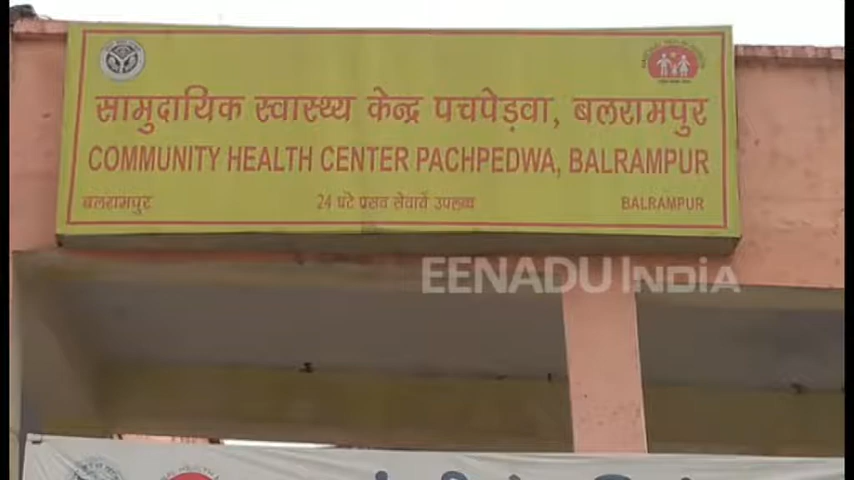 सामुदायिक स्वास्थ्य केन्द्र पचपेड़वा, बलरामपुर
COMMUNITY HEALTH CENTER PACHPEDWA, BALRAMPUR
बलरामपुर 24 घंटे प्रसव सेवायें उपलब्ध BALRAMPUR
EENADU INDIA